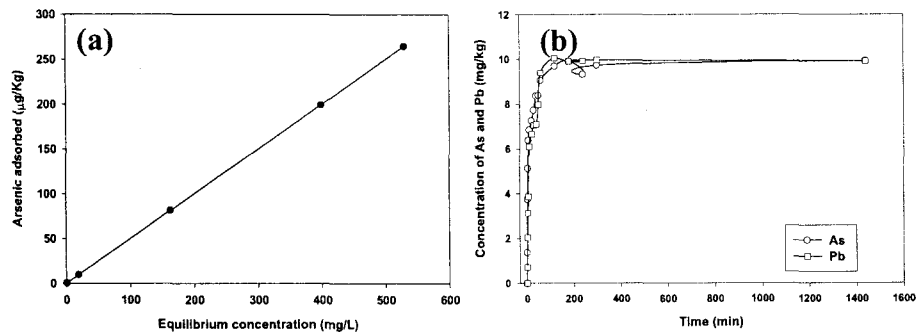 (a)
Arsenic adsorbed (μg/Kg)
300
250
200
150
100
50
0
0 100 200 300 400 500 600
Equilibrium concentration (mg/L)
(b)
Concentration of As and Pb (mg/kg)
12
10
8
6
4
2
0
0 200 400 600 800 1000 1200 1400 1600
Time (min)
As
Pb